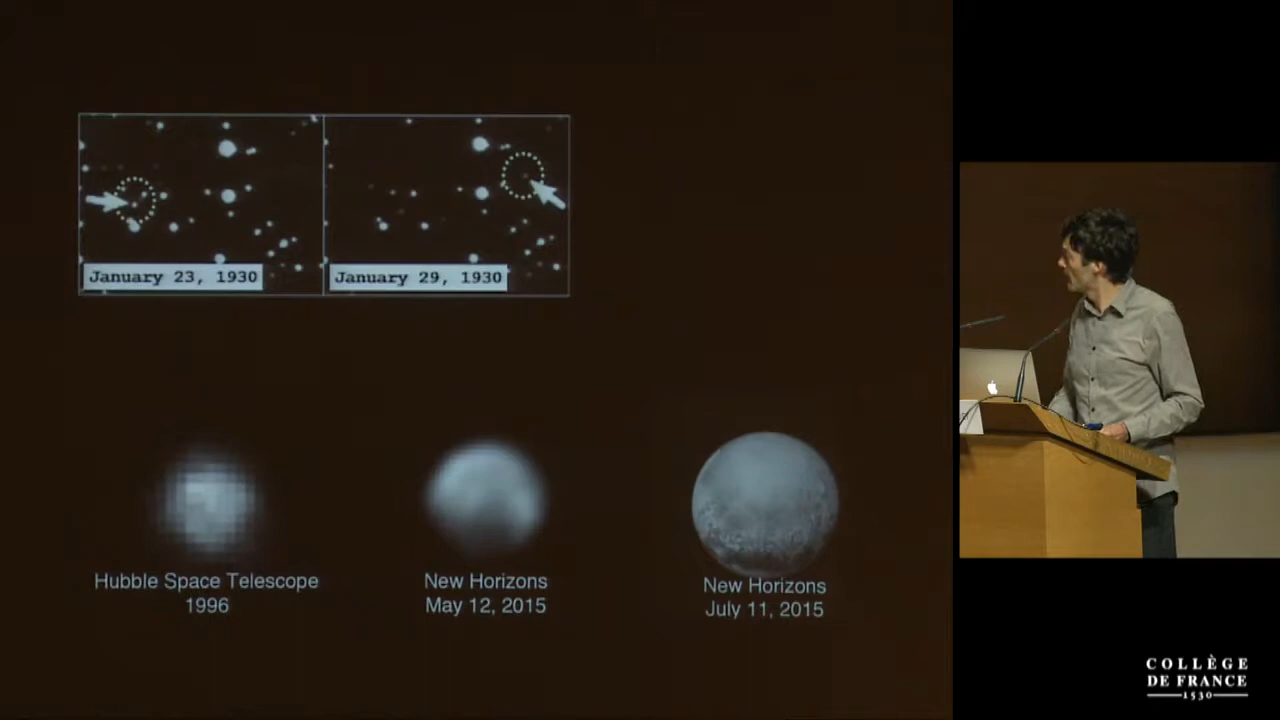 January 23, 1930
January 29, 1930
Hubble Space Telescope
1996
New Horizons
May 12, 2015
New Horizons
July 11, 2015
COLLÈGE
DE FRANCE
1530